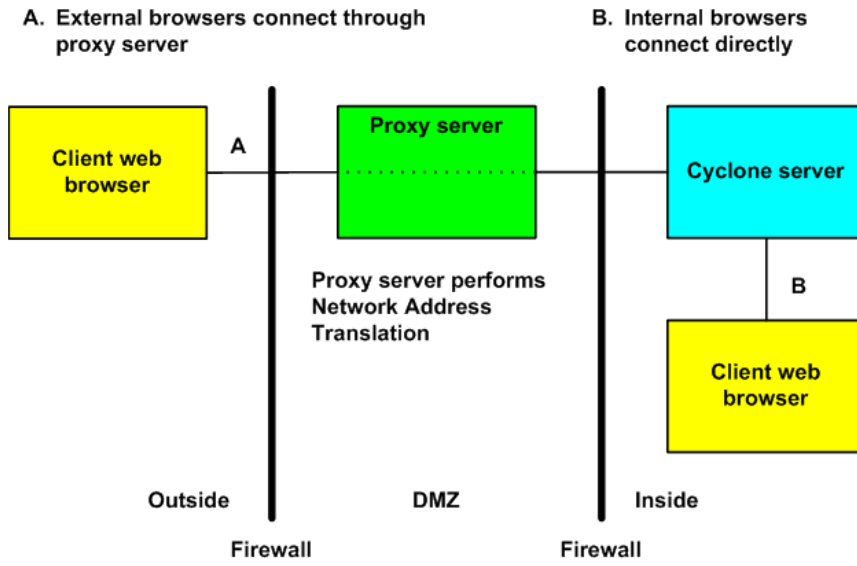 A. External browsers connect through
proxy server
B. Internal browsers
connect directly
Client web
browser
A
Proxy server
Cyclone server
Proxy server performs
Network Address
Translation
B
Client web
browser
Outside
DMZ
Inside
Firewall
Firewall